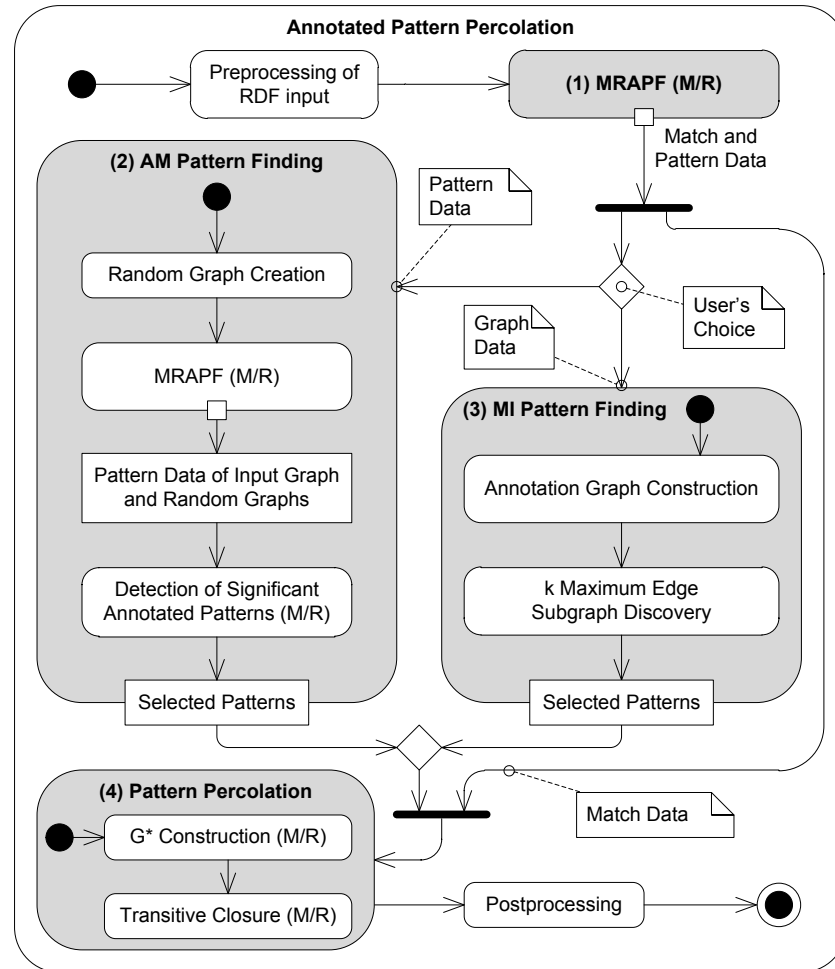 Annotated Pattern Percolation
Preprocessing of
RDF input
(1) MRAPF (M/R)
Match and
Pattern Data
(2) AM Pattern Finding
Pattern
Data
Random Graph Creation
User's
Choice
Graph
Data
MRAPF (M/R)
(3) MI Pattern Finding
Pattern Data of Input Graph
and Random Graphs
Annotation Graph Construction
Detection of Significant
Annotated Patterns (M/R)
k Maximum Edge
Subgraph Discovery
Selected Patterns
Selected Patterns
(4) Pattern Percolation
Match Data
G* Construction (M/R)
Transitive Closure (M/R)
Postprocessing